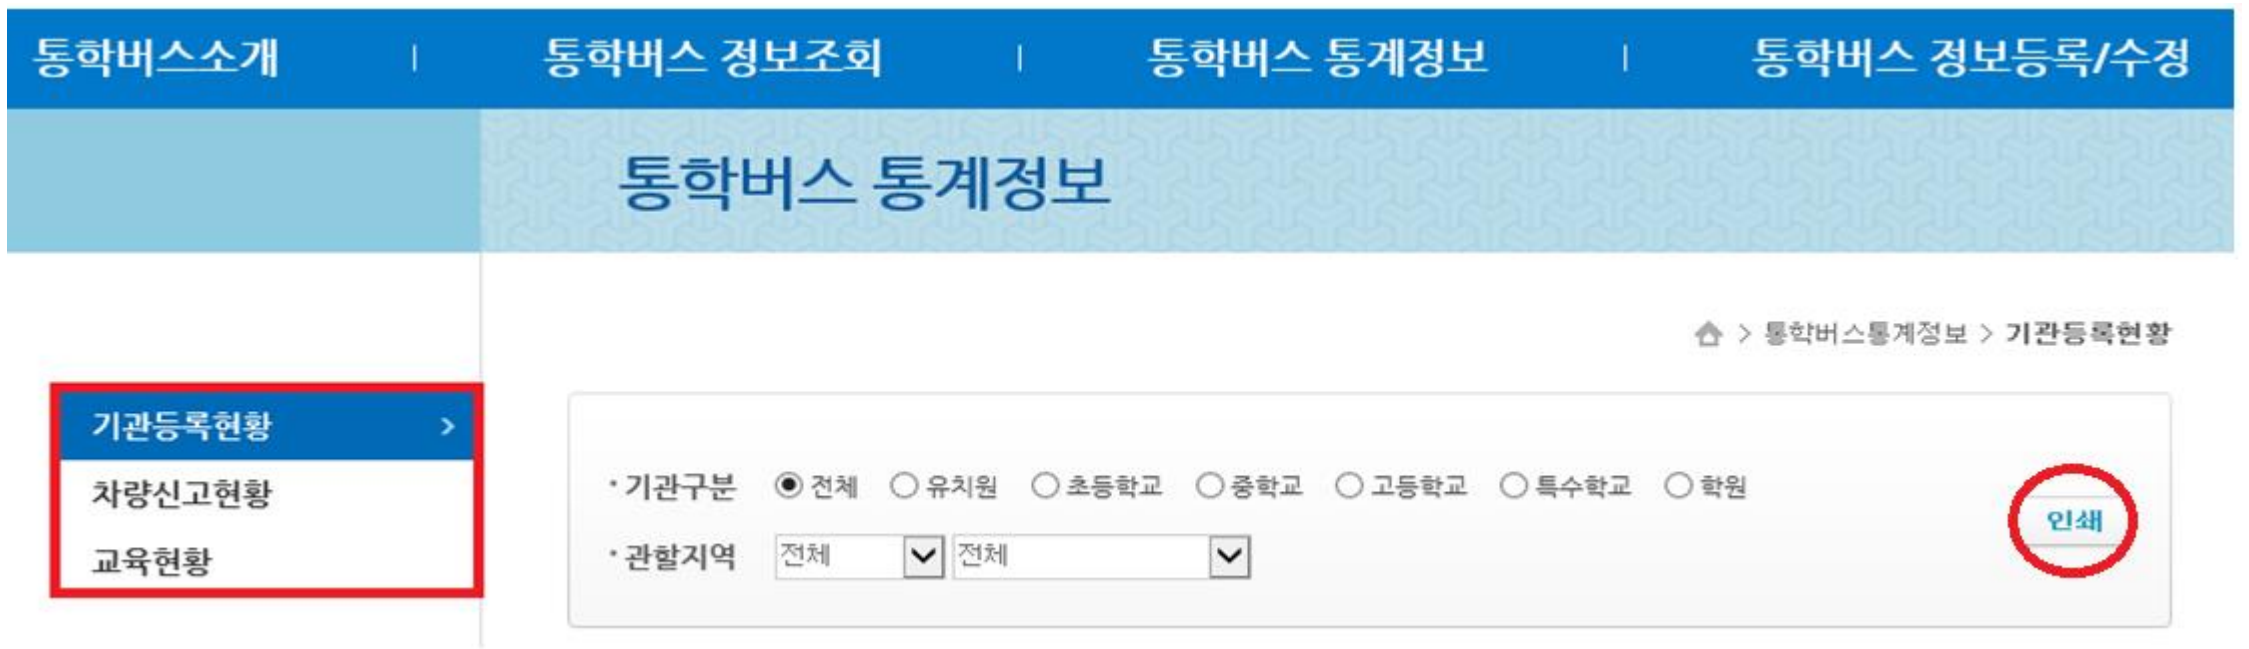 통학버스소개 | 통학버스 정보조회 | 통학버스 통계정보 | 통학버스 정보등록/수정
통학버스 통계정보
> 통학버스통계정보 > 기관등록현황
기관등록현황 >
차량신고현황
교육현황
·기관구분 전체 유치원 초등학교 중학교 고등학교 특수학교 학원
·관할지역 전체 전체
인쇄